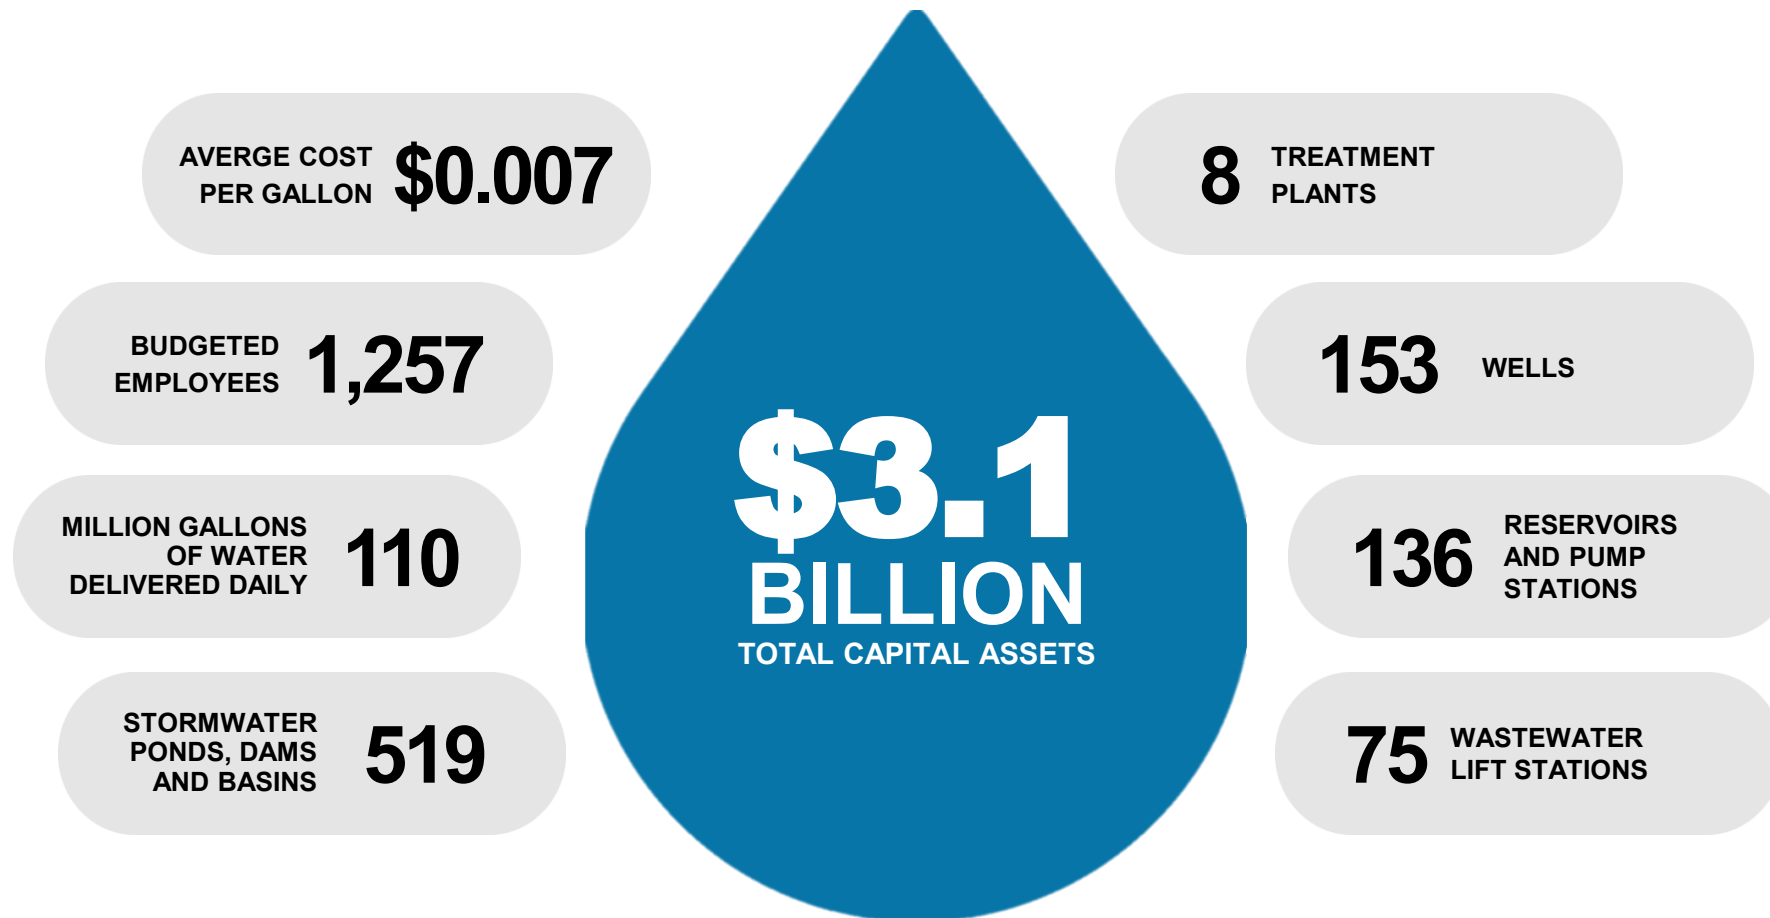 AVERGE COST
PER GALLON
$0.007
BUDGETED
EMPLOYEES
1,257
MILLION GALLONS
OF WATER
DELIVERED DAILY
110
STORMWATER
PONDS, DAMS
AND BASINS
519
$3.1
BILLION
TOTAL CAPITAL ASSETS
8
TREATMENT
PLANTS
153
WELLS
136
RESERVOIRS
AND PUMP
STATIONS
75
WASTEWATER
LIFT STATIONS